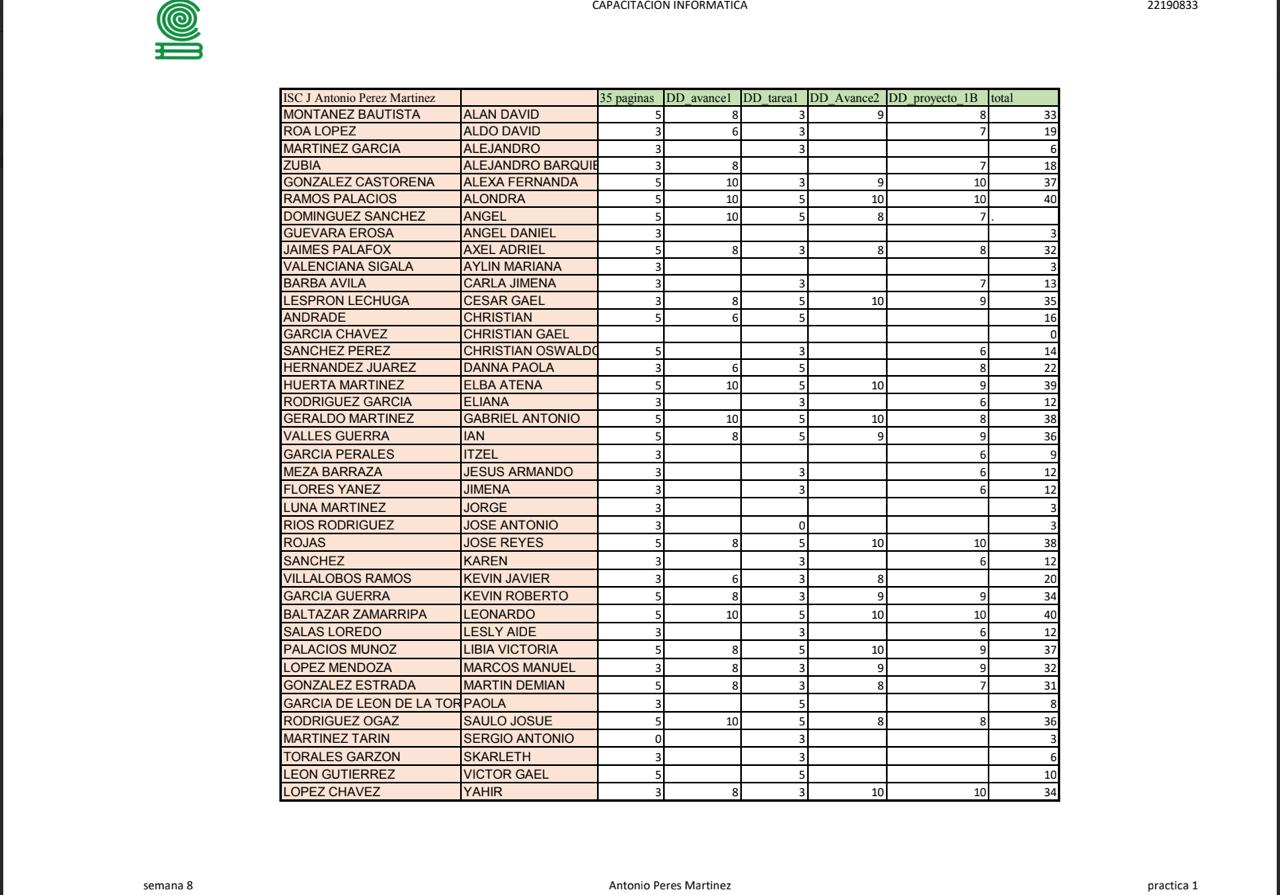 CAPACITACION INFORMATICA 22190833
ISC J Antonio Perez Martinez 35 paginas DD_avance1 DD_tarea1 DD_Avance2 DD_proyecto_1B total
MONTANEZ BAUTISTA ALAN DAVID 5 8 3 9 8 33
ROA LOPEZ ALDO DAVID 3 6 3 7 19
MARTINEZ GARCIA ALEJANDRO 3 3 6
ZUBIA ALEJANDRO BARQUIE 3 8 7 18
GONZALEZ CASTORENA ALEXA FERNANDA 5 10 3 9 10 37
RAMOS PALACIOS ALONDRA 5 10 5 10 10 40
DOMINGUEZ SANCHEZ ANGEL 5 10 5 8 7 .
GUEVARA EROSA ANGEL DANIEL 3 3
JAIMES PALAFOX AXEL ADRIEL 5 8 3 8 8 32
VALENCIANA SIGALA AYLIN MARIANA 3 3
BARBA AVILA CARLA JIMENA 3 3 7 13
LESPRON LECHUGA CESAR GAEL 3 8 5 10 9 35
ANDRADE CHRISTIAN 5 6 5 16
GARCIA CHAVEZ CHRISTIAN GAEL 0
SANCHEZ PEREZ CHRISTIAN OSWALDO 5 3 6 14
HERNANDEZ JUAREZ DANNA PAOLA 3 6 5 8 22
HUERTA MARTINEZ ELBA ATENA 5 10 5 10 9 39
RODRIGUEZ GARCIA ELIANA 3 3 6 12
GERALDO MARTINEZ GABRIEL ANTONIO 5 10 5 10 8 38
VALLES GUERRA IAN 5 8 5 9 9 36
GARCIA PERALES ITZEL 3 6 9
MEZA BARRAZA JESUS ARMANDO 3 3 6 12
FLORES YANEZ JIMENA 3 3 6 12
LUNA MARTINEZ JORGE 3 3
RIOS RODRIGUEZ JOSE ANTONIO 3 0 3
ROJAS JOSE REYES 5 8 5 10 10 38
SANCHEZ KAREN 3 3 6 12
VILLALOBOS RAMOS KEVIN JAVIER 3 6 3 8 20
GARCIA GUERRA KEVIN ROBERTO 5 8 3 9 9 34
BALTAZAR ZAMARRIPA LEONARDO 5 10 5 10 10 40
SALAS LOREDO LESLY AIDE 3 3 6 12
PALACIOS MUNOZ LIBIA VICTORIA 5 8 5 10 9 37
LOPEZ MENDOZA MARCOS MANUEL 3 8 3 9 9 32
GONZALEZ ESTRADA MARTIN DEMIAN 5 8 3 8 7 31
GARCIA DE LEON DE LA TOR PAOLA 3 5 8
RODRIGUEZ OGAZ SAULO JOSUE 5 10 5 8 8 36
MARTINEZ TARIN SERGIO ANTONIO 0 3 3
TORALES GARZON SKARLETH 3 3 6
LEON GUTIERREZ VICTOR GAEL 5 5 10
LOPEZ CHAVEZ YAHIR 3 8 3 10 10 34
semana 8 Antonio Peres Martinez practica 1